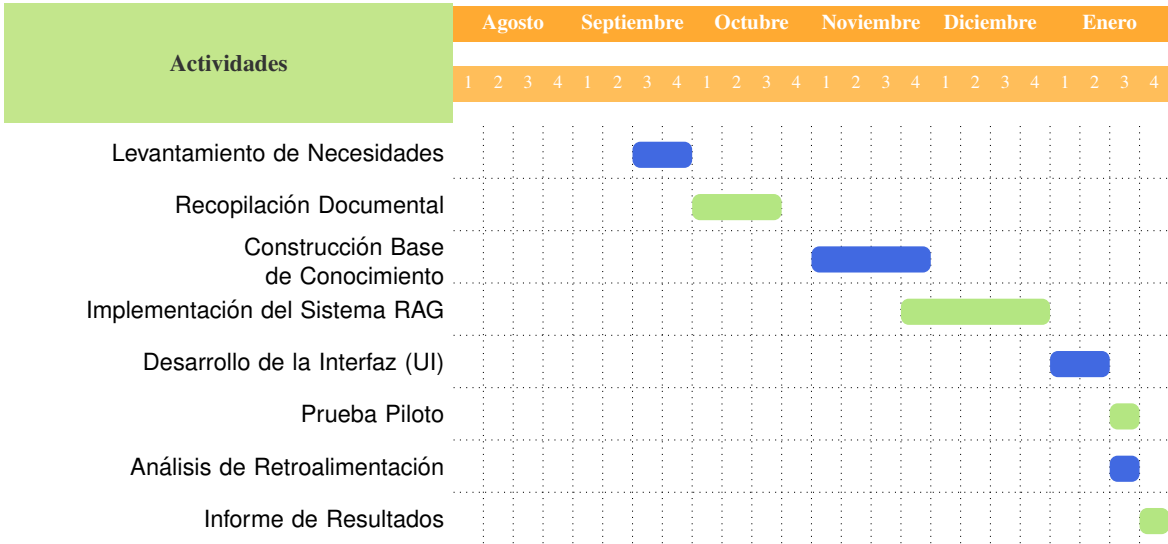 Agosto Septiembre Octubre Noviembre Diciembre Enero
Actividades
1 2 3 4 1 2 3 4 1 2 3 4 1 2 3 4 1 2 3 4 1 2 3 4
Levantamiento de Necesidades
Recopilación Documental
Construcción Base
de Conocimiento
Implementación del Sistema RAG
Desarrollo de la Interfaz (UI)
Prueba Piloto
Análisis de Retroalimentación
Informe de Resultados